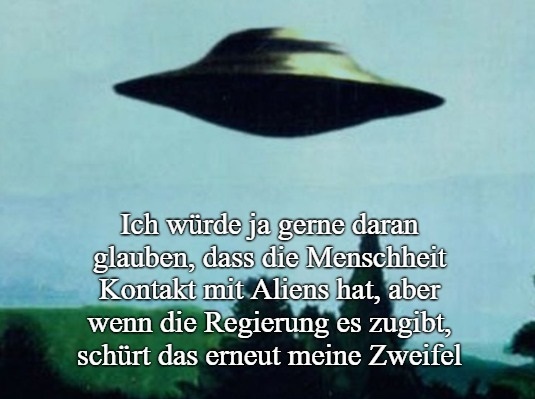 Ich würde ja gerne daran
glauben, dass die Menschheit
Kontakt mit Aliens hat, aber
wenn die Regierung es zugibt,
schürt das erneut meine Zweifel